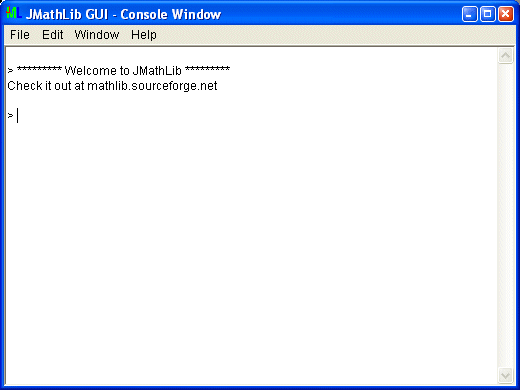 JMathLib GUI - Console Window
File Edit Window Help
> ********* Welcome to JMathLib *********
Check it out at mathlib.sourceforge.net
>